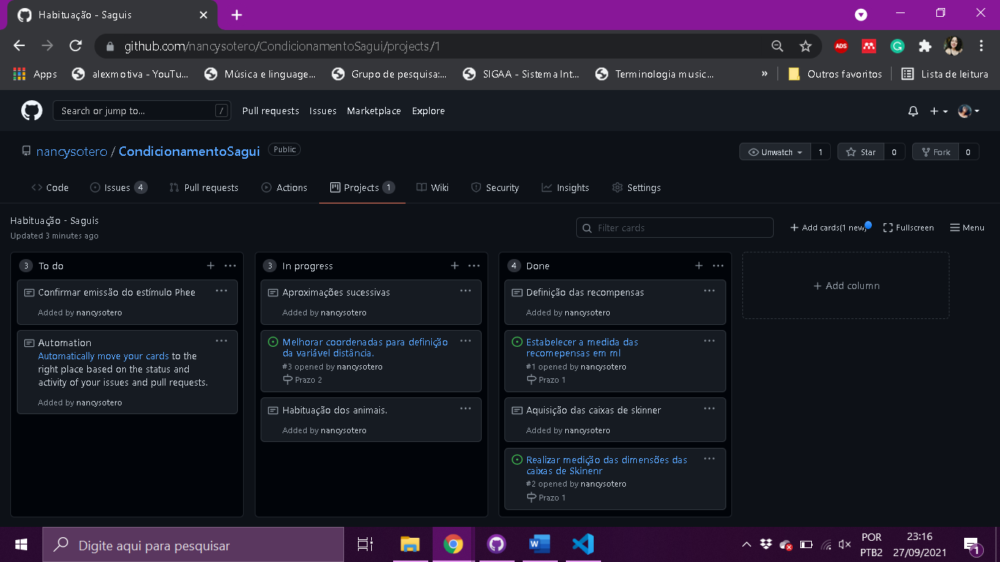 Habituação - Saguis
github.com/nancysotero/CondicionamentoSagui/projects/1
ADS
Apps
alexmotiva - YouTu...
Música e linguage...
Grupo de pesquisa:...
SIGAA - Sistema Int...
Terminologia music...
»
Outros favoritos
Lista de leitura
Search or jump to...
/
Pull requests
Issues
Marketplace
Explore
nancysotero / CondicionamentoSagui
Public
Unwatch
1
Star
0
Fork
0
Code
Issues 4
Pull requests
Actions
Projects 1
Wiki
Security
Insights
Settings
Habituação - Saguis
Updated 3 minutes ago
Filter cards
Add cards(1 new)
Fullscreen
Menu
3 To do
Confirmar emissão do estímulo Phee
Added by nancysotero
Automation
Automatically move your cards to the
right place based on the status and
activity of your issues and pull requests.
Added by nancysotero
3 In progress
Aproximações sucessivas
Added by nancysotero
Melhorar coordenadas para definição
da variável distância.
#3 opened by nancysotero
Prazo 2
Habituação dos animais.
Added by nancysotero
4 Done
Definição das recompensas
Added by nancysotero
Estabelecer a medida das
recomepensas em ml
#1 opened by nancysotero
Prazo 1
Aquisição das caixas de skinner
Added by nancysotero
Realizar medição das dimensões das
caixas de Skinenr
#2 opened by nancysotero
Prazo 1
+ Add column
Digite aqui para pesquisar
POR
PTB2
23:16
27/09/2021
1